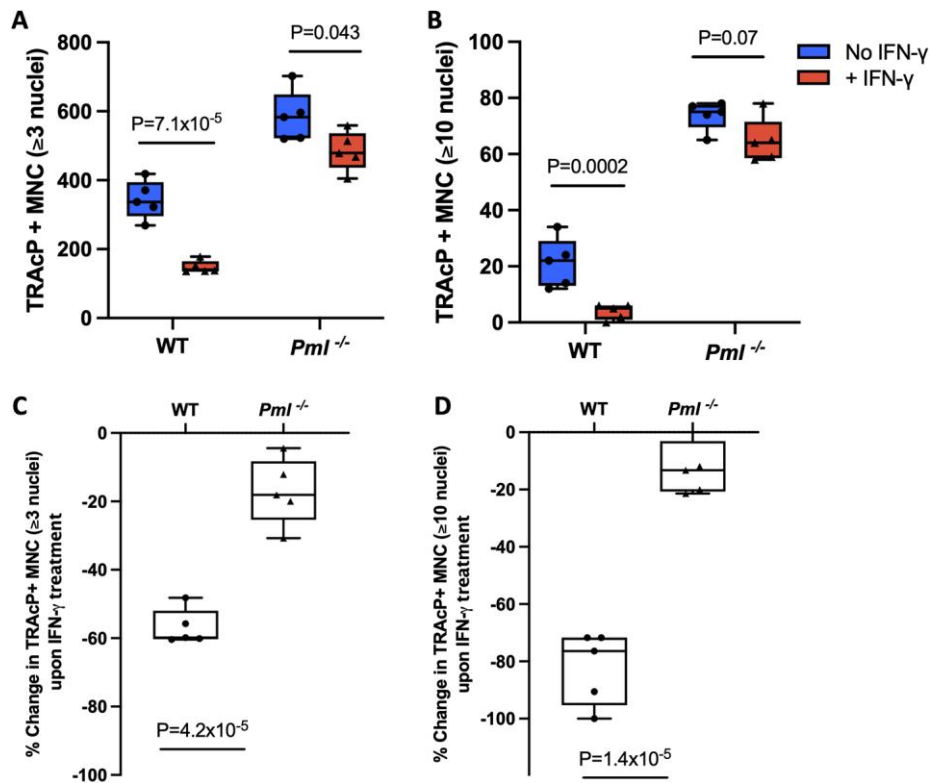 A
TRAcP + MNC (≥3 nuclei)
800
600
400
200
0
P=7.1x10-5
P=0.043
WT
Pml -/-
B
TRAcP + MNC (≥10 nuclei)
100
80
60
40
20
0
P=0.0002
P=0.07
WT
Pml -/-
No IFN-γ
+ IFN-γ
C
WT
Pml -/-
% Change in TRAcP+ MNC (≥3 nuclei)
upon IFN-γ treatment
0
-20
-40
-60
-80
-100
P=4.2x10-5
D
WT
Pml -/-
% Change in TRAcP+ MNC (≥10 nuclei)
upon IFN-γ treatment
0
-20
-40
-60
-80
-100
P=1.4x10-5